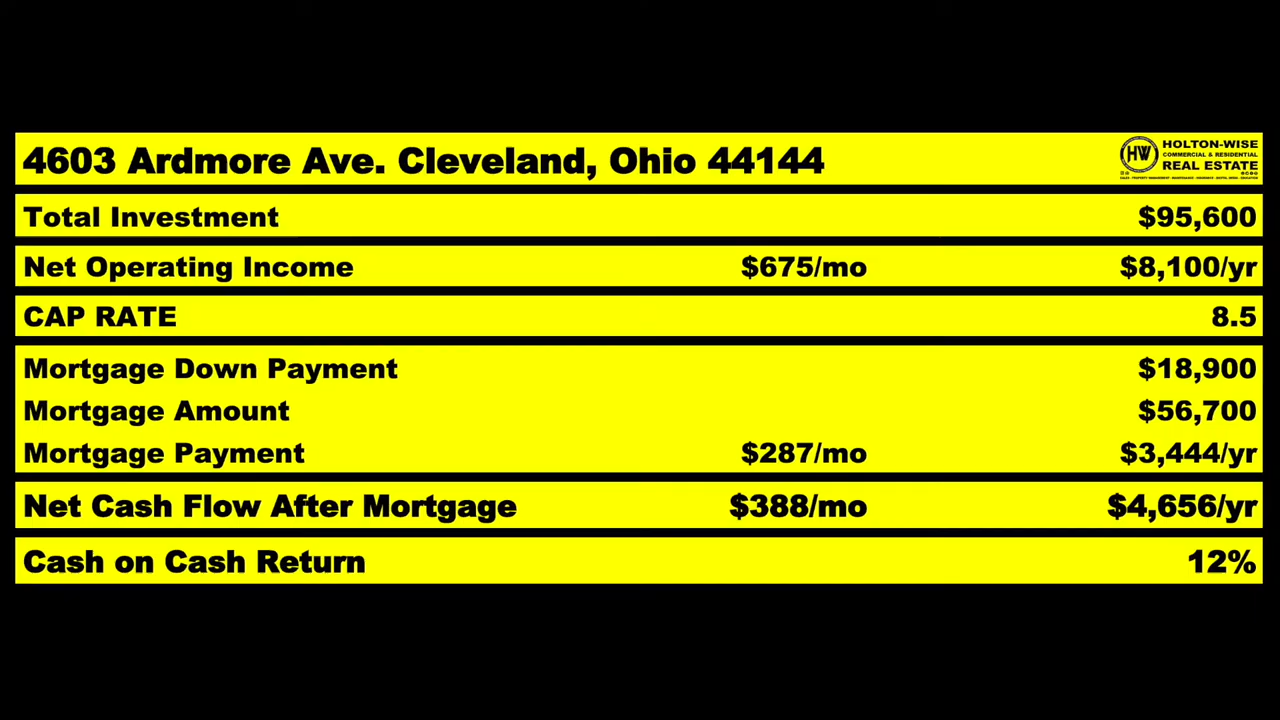 4603 Ardmore Ave. Cleveland, Ohio 44144
HW
HOLTON-WISE
COMMERCIAL & RESIDENTIAL
REAL ESTATE
Total Investment $95,600
Net Operating Income $675/mo $8,100/yr
CAP RATE 8.5
Mortgage Down Payment $18,900
Mortgage Amount $56,700
Mortgage Payment $287/mo $3,444/yr
Net Cash Flow After Mortgage $388/mo $4,656/yr
Cash on Cash Return 12%